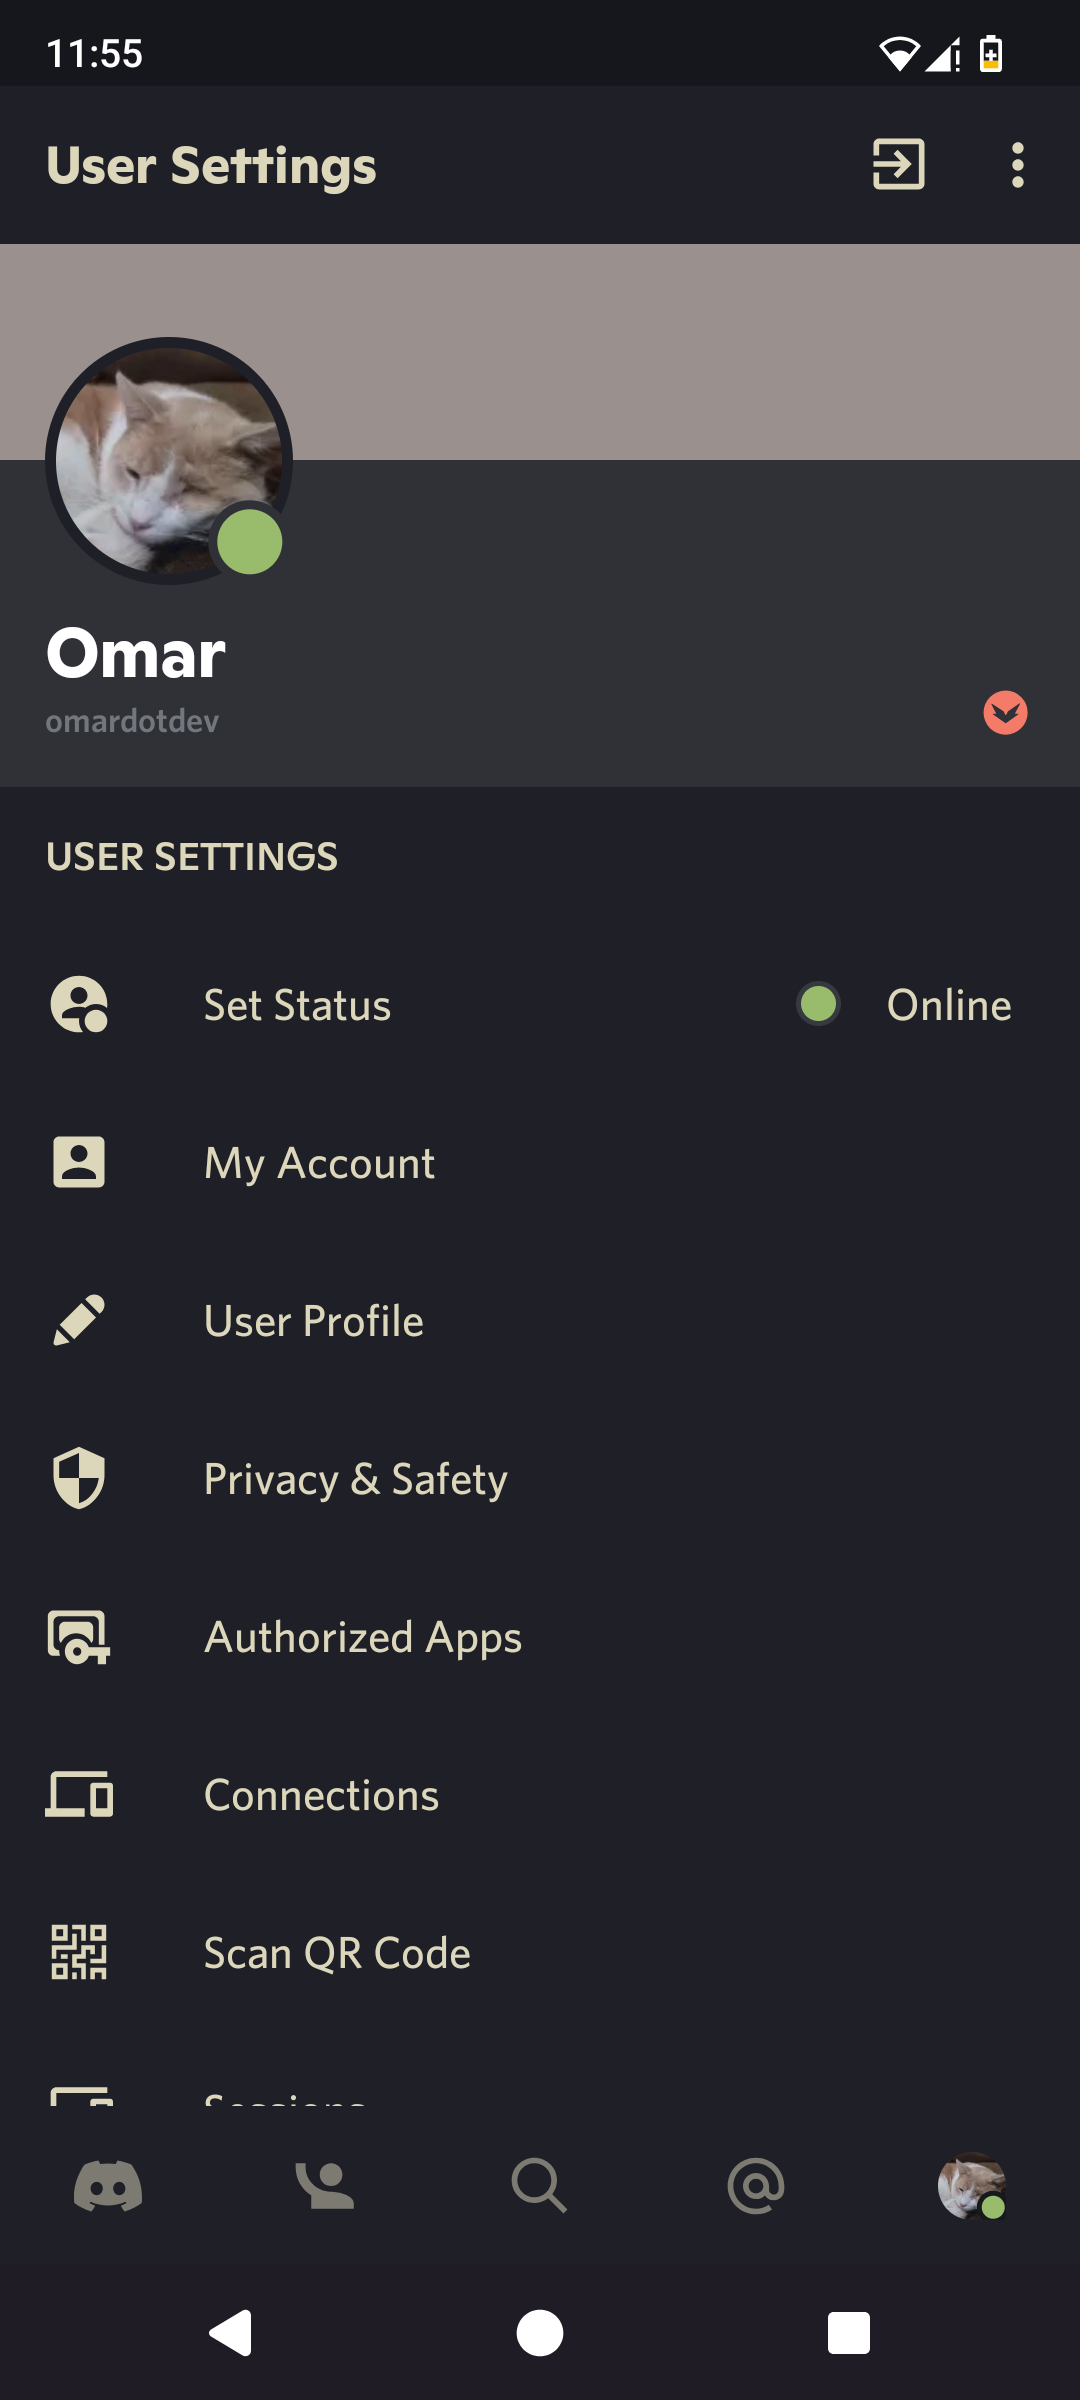 11:55
User Settings
Omar
omardotdev
USER SETTINGS
Set Status
Online
My Account
User Profile
Privacy & Safety
Authorized Apps
Connections
Scan QR Code
Sessions